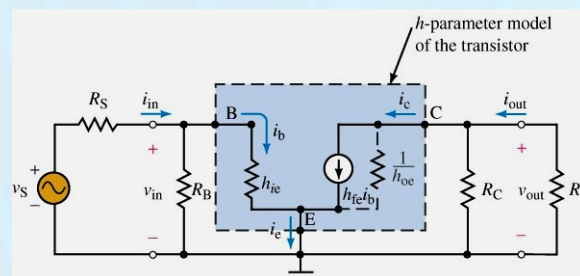 h-parameter model
of the transistor
R_S
i_in
B
i_b
i_c
C
i_out
+
v_S
−
+
v_in
−
R_B
h_ie
h_fe i_b
1/h_oe
E
i_e
R_C
+
v_out
−
R